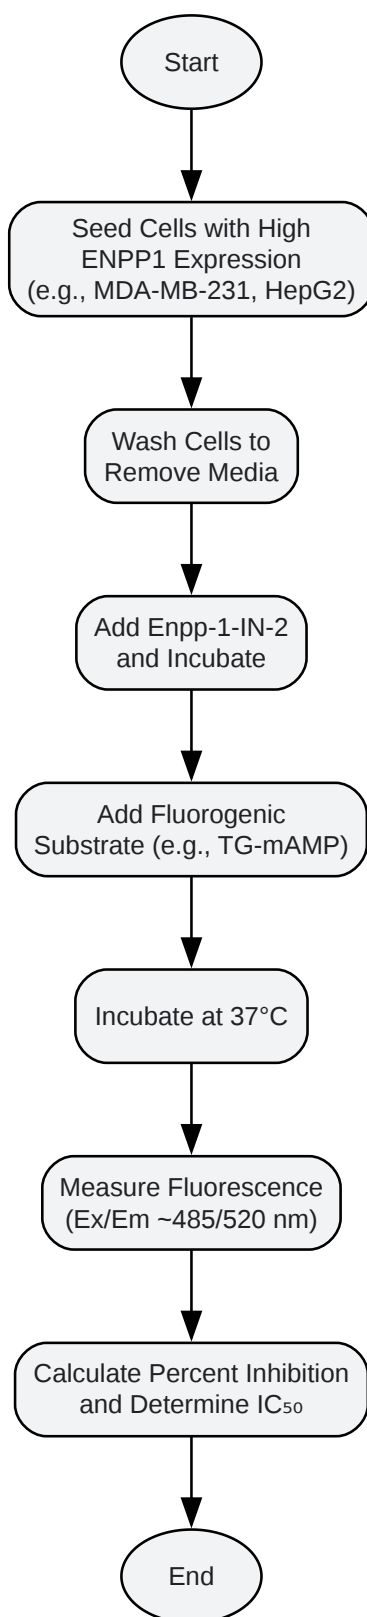 Start
Seed Cells with High
ENPP1 Expression
(e.g., MDA-MB-231, HepG2)
Wash Cells to
Remove Media
Add Enpp-1-IN-2
and Incubate
Add Fluorogenic
Substrate (e.g., TG-mAMP)
Incubate at 37°C
Measure Fluorescence
(Ex/Em ~485/520 nm)
Calculate Percent Inhibition
and Determine IC₅₀
End